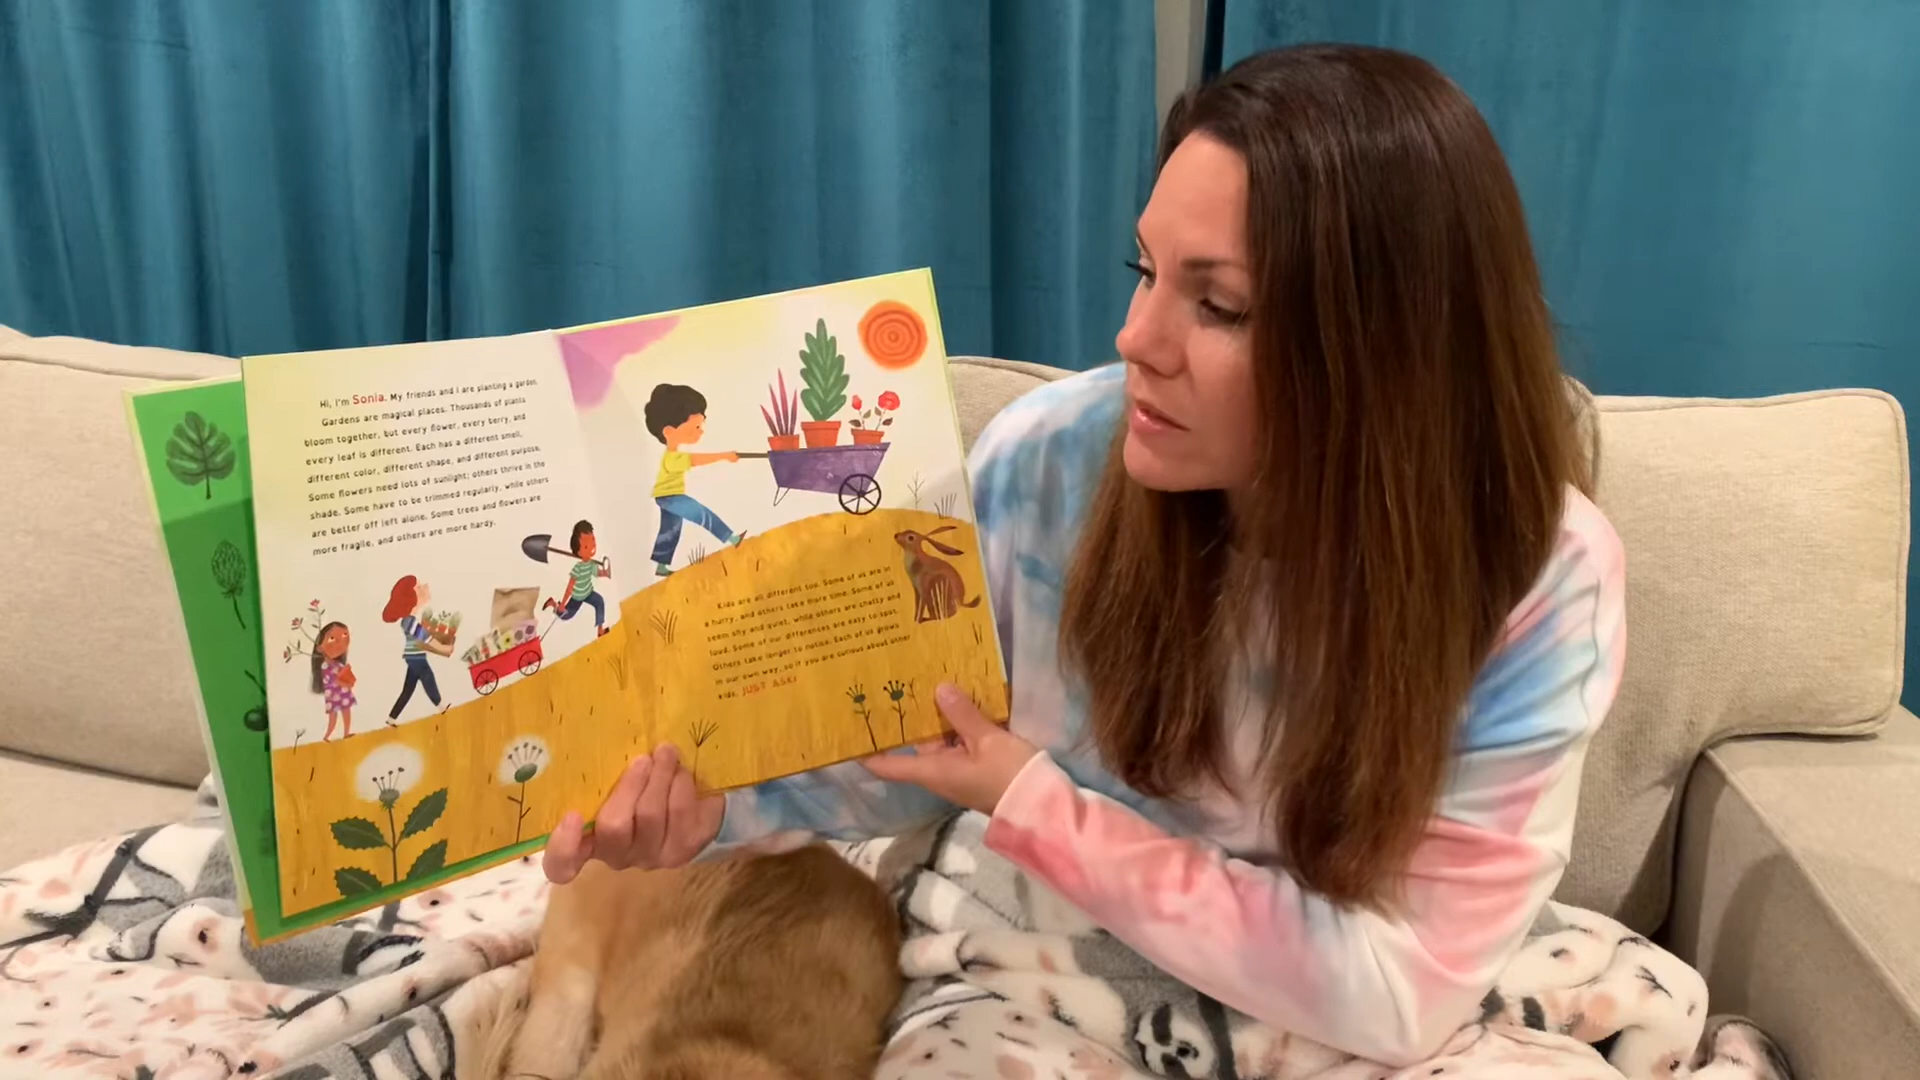 Hi, I'm Sonia. My friends and I are planting a garden.
Gardens are magical places. Thousands of plants
bloom together, but every flower, every berry, and
every leaf is different. Each has a different smell,
different color, different shape, and different purpose.
Some flowers need lots of sunlight; others thrive in the
shade. Some have to be trimmed regularly, while others
are better off left alone. Some trees and flowers are
more fragile, and others are more hardy.
Kids are all different too. Some of us are in
a hurry, and others take more time. Some of us
seem shy and quiet, while others are chatty and
loud. Some of our differences are easy to spot.
Others take longer to notice. Each of us grows
in our own way, so if you are curious about other
kids, JUST ASK!